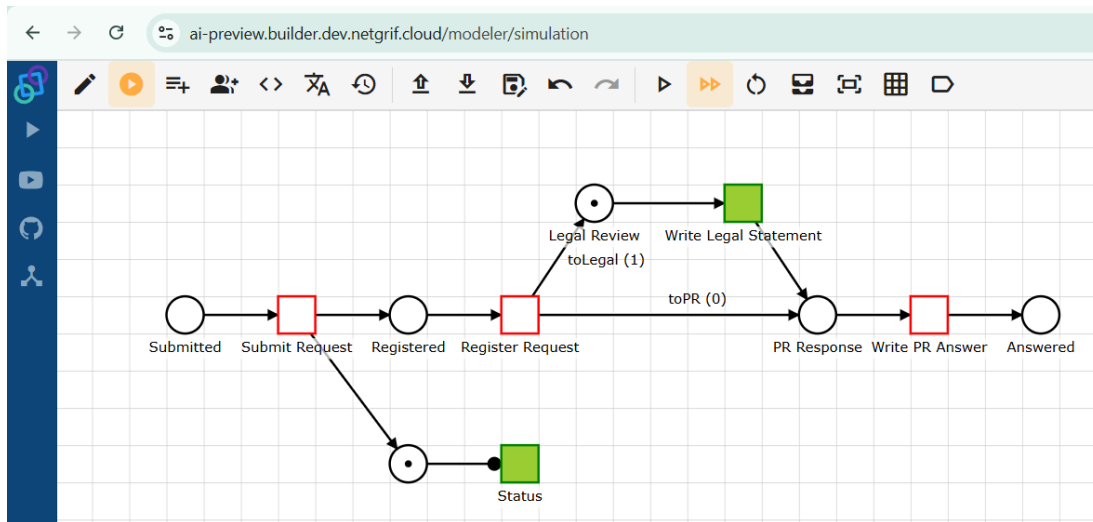 ai-preview.builder.dev.netgrif.cloud/modeler/simulation
Legal Review
Write Legal Statement
toLegal (1)
toPR (0)
Submitted
Submit Request
Registered
Register Request
PR Response
Write PR Answer
Answered
Status